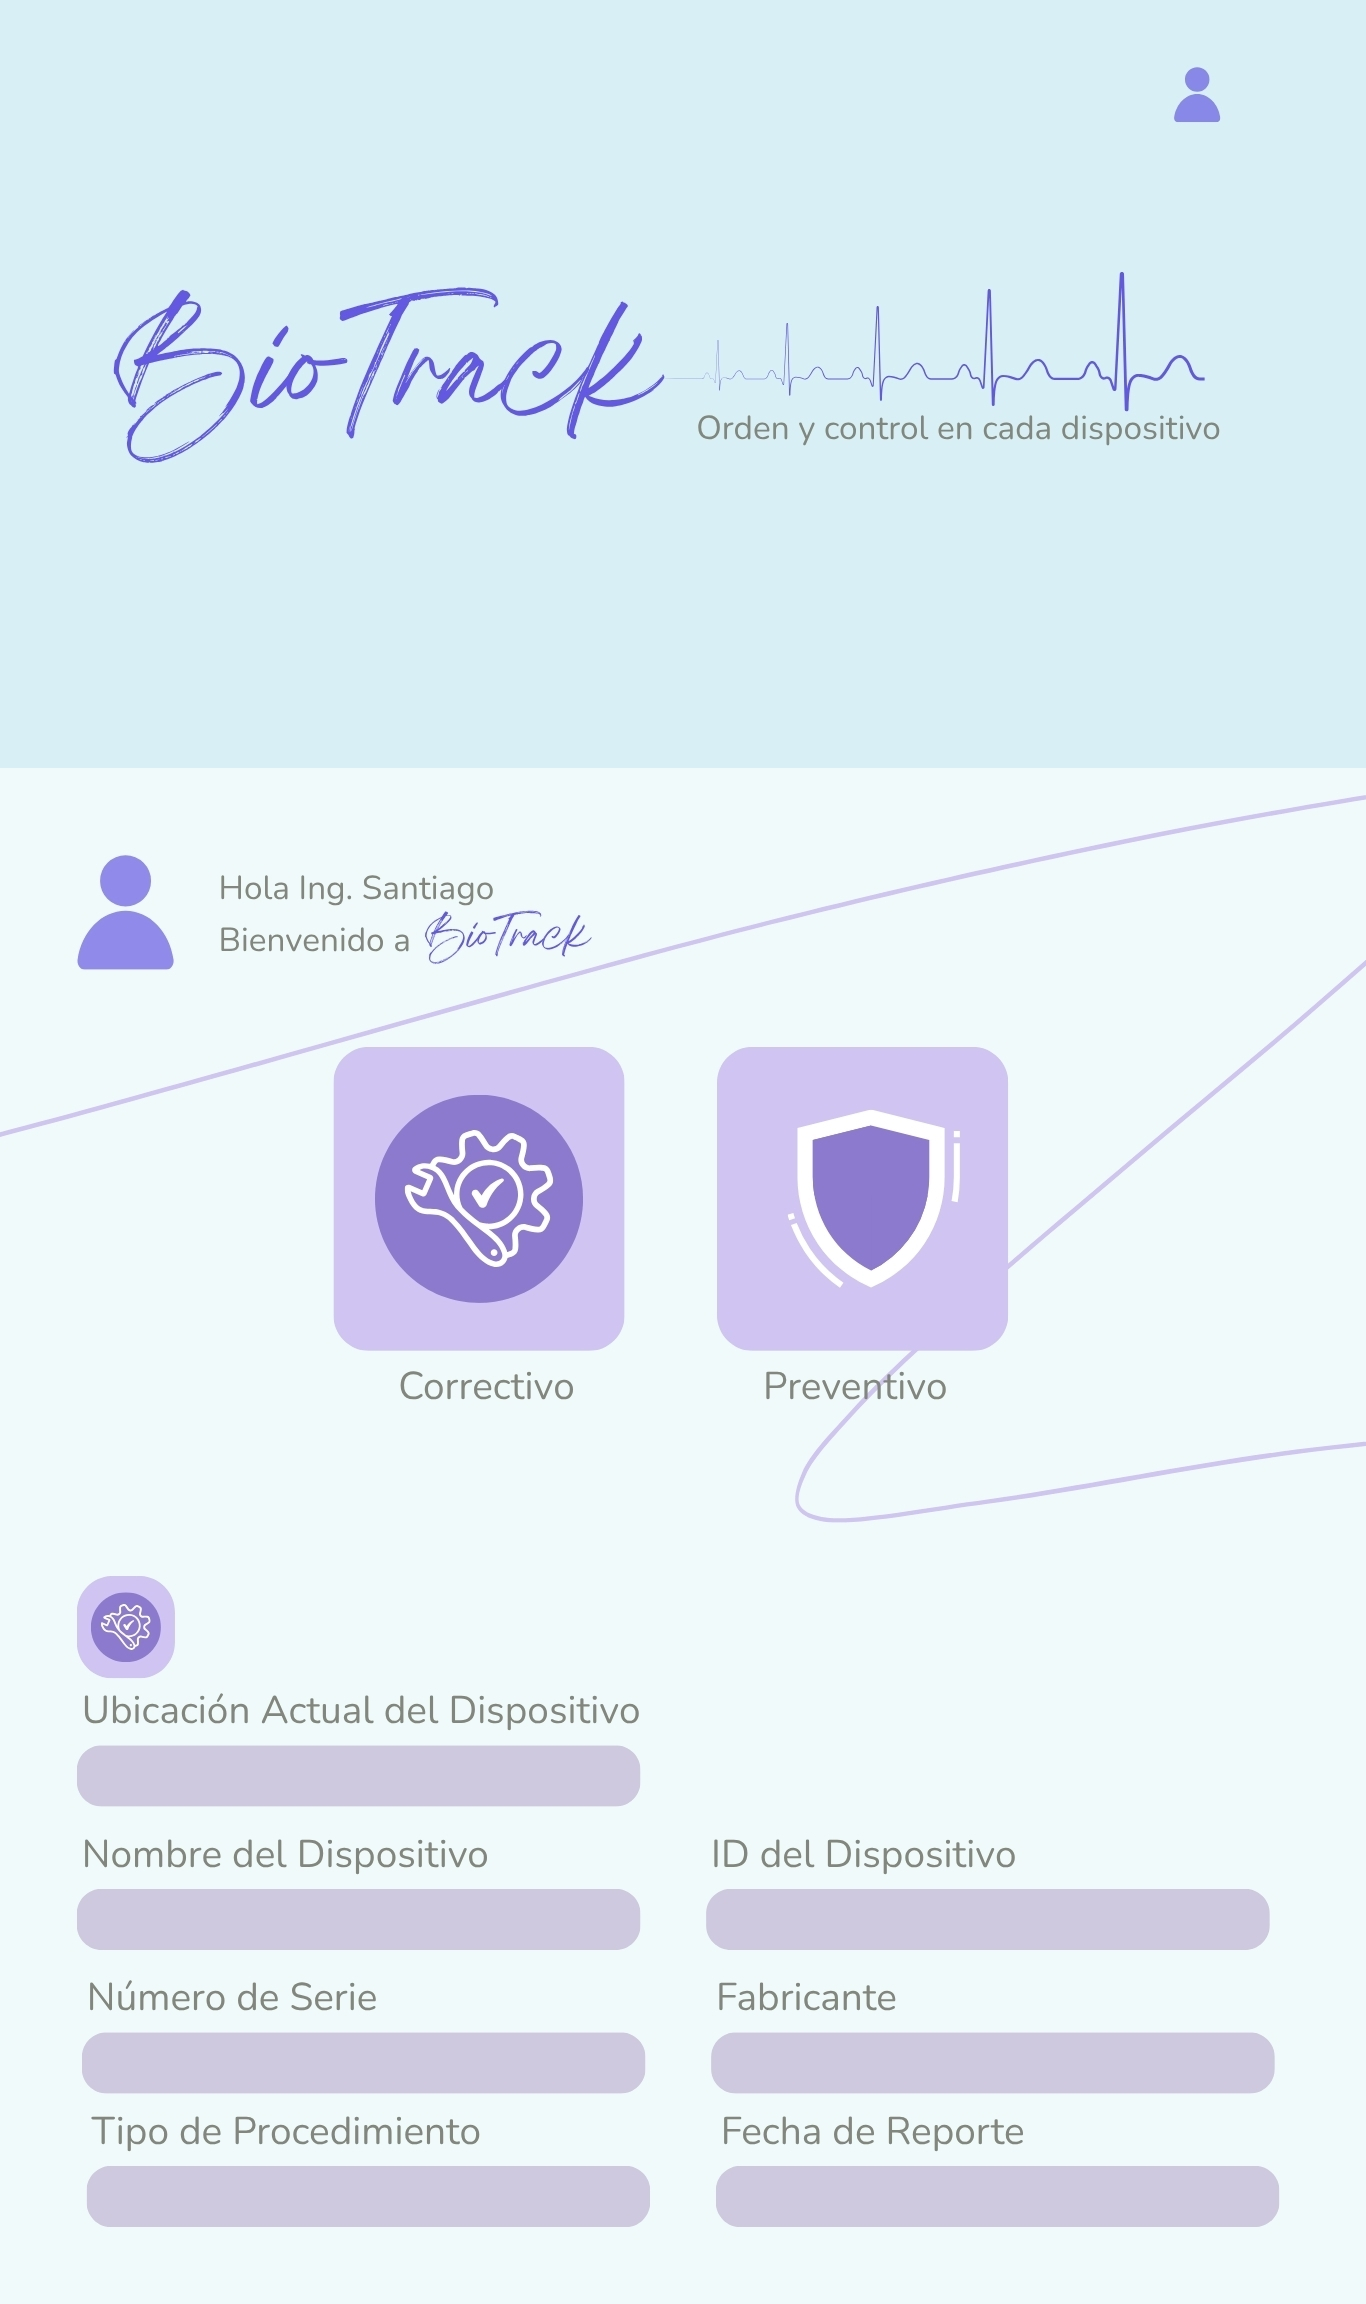 BioTrack
Orden y control en cada dispositivo
Hola Ing. Santiago
Bienvenido a BioTrack
Correctivo
Preventivo
Ubicación Actual del Dispositivo
Nombre del Dispositivo
ID del Dispositivo
Número de Serie
Fabricante
Tipo de Procedimiento
Fecha de Reporte